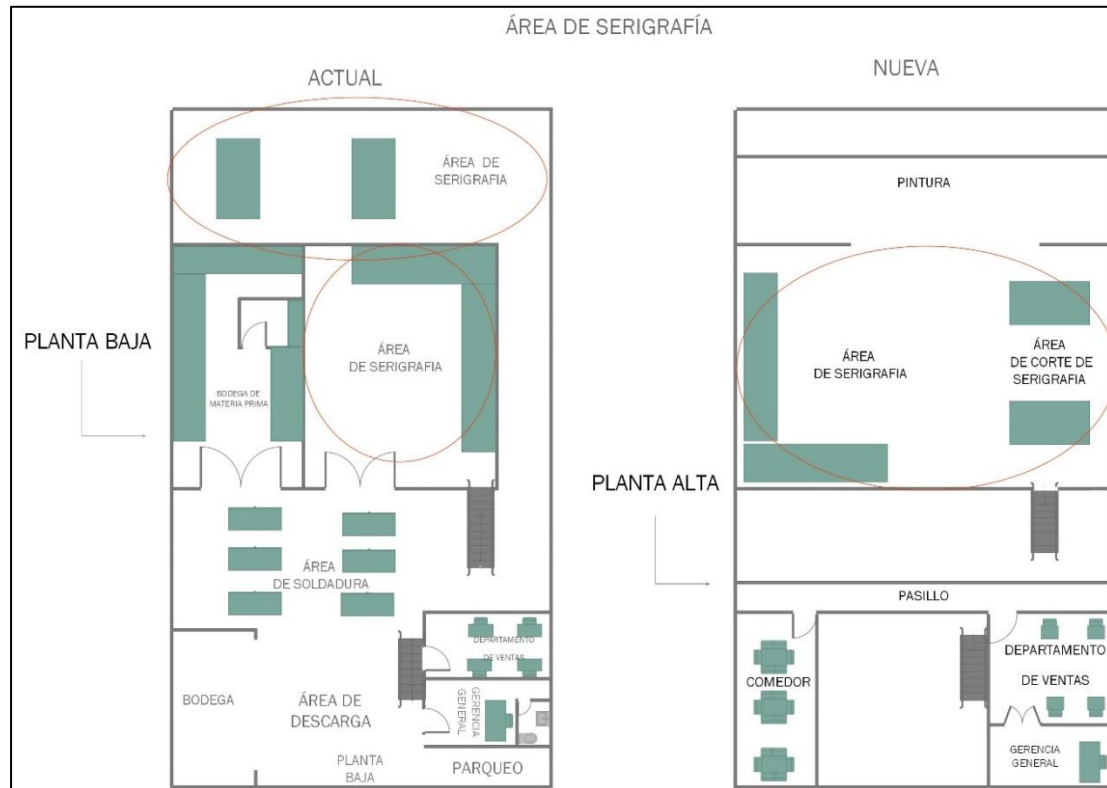 ÁREA DE SERIGRAFÍA
ACTUAL
NUEVA
ÁREA DE
SERIGRAFIA
PLANTA BAJA
ÁREA
DE SERIGRAFIA
BODEGA DE
MATERIA PRIMA
ÁREA
DE SOLDADURA
DEPARTAMENTO
DE VENTAS
BODEGA
ÁREA DE
DESCARGA
GERENCIA
GENERAL
PLANTA
BAJA
PARQUEO
PINTURA
ÁREA
DE SERIGRAFIA
ÁREA
DE CORTE DE
SERIGRAFIA
PLANTA ALTA
PASILLO
COMEDOR
DEPARTAMENTO
DE VENTAS
GERENCIA
GENERAL